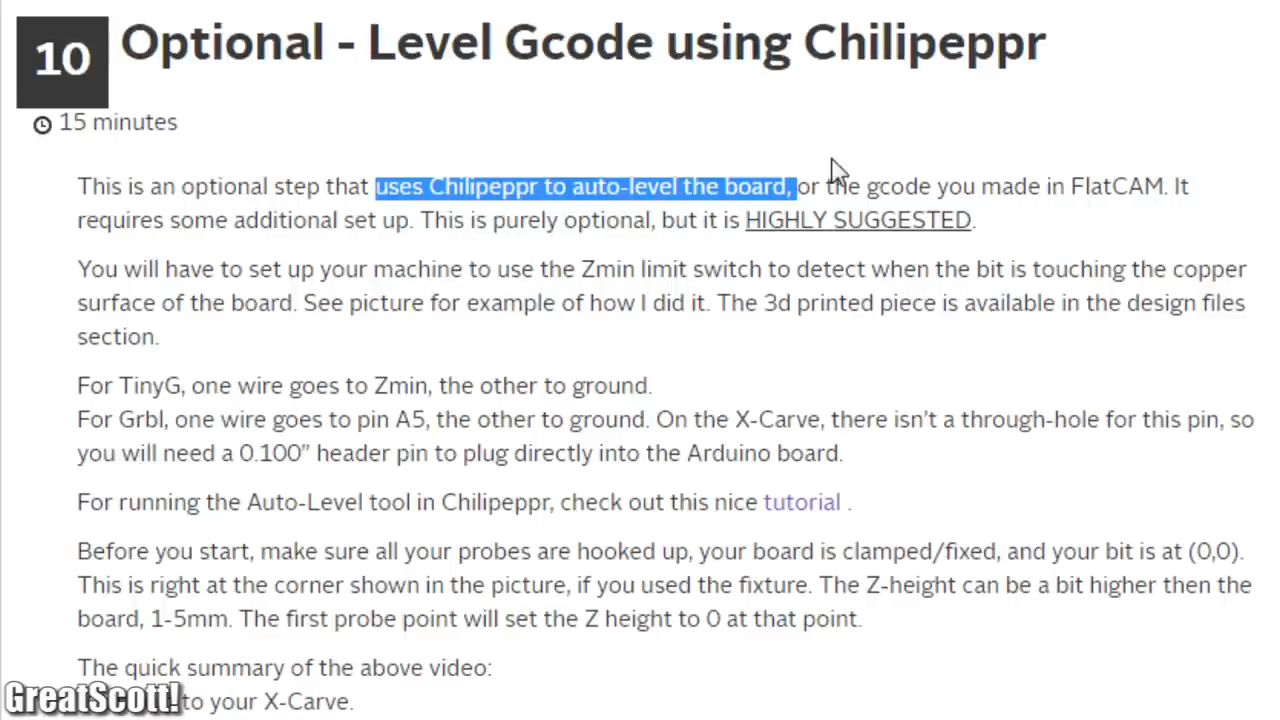 10
Optional - Level Gcode using Chilipeppr
15 minutes
This is an optional step that uses Chilipeppr to auto-level the board, or the gcode you made in FlatCAM. It
requires some additional set up. This is purely optional, but it is HIGHLY SUGGESTED.
You will have to set up your machine to use the Zmin limit switch to detect when the bit is touching the copper
surface of the board. See picture for example of how I did it. The 3d printed piece is available in the design files
section.
For TinyG, one wire goes to Zmin, the other to ground.
For Grbl, one wire goes to pin A5, the other to ground. On the X-Carve, there isn't a through-hole for this pin, so
you will need a 0.100" header pin to plug directly into the Arduino board.
For running the Auto-Level tool in Chilipeppr, check out this nice tutorial .
Before you start, make sure all your probes are hooked up, your board is clamped/fixed, and your bit is at (0,0).
This is right at the corner shown in the picture, if you used the fixture. The Z-height can be a bit higher then the
board, 1-5mm. The first probe point will set the Z height to 0 at that point.
The quick summary of the above video:
GreatScott! to your X-Carve.